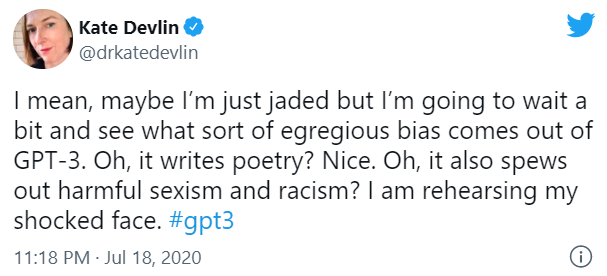 Kate Devlin
@drkatedevlin
I mean, maybe I’m just jaded but I’m going to wait a
bit and see what sort of egregious bias comes out of
GPT-3. Oh, it writes poetry? Nice. Oh, it also spews
out harmful sexism and racism? I am rehearsing my
shocked face. #gpt3
11:18 PM · Jul 18, 2020